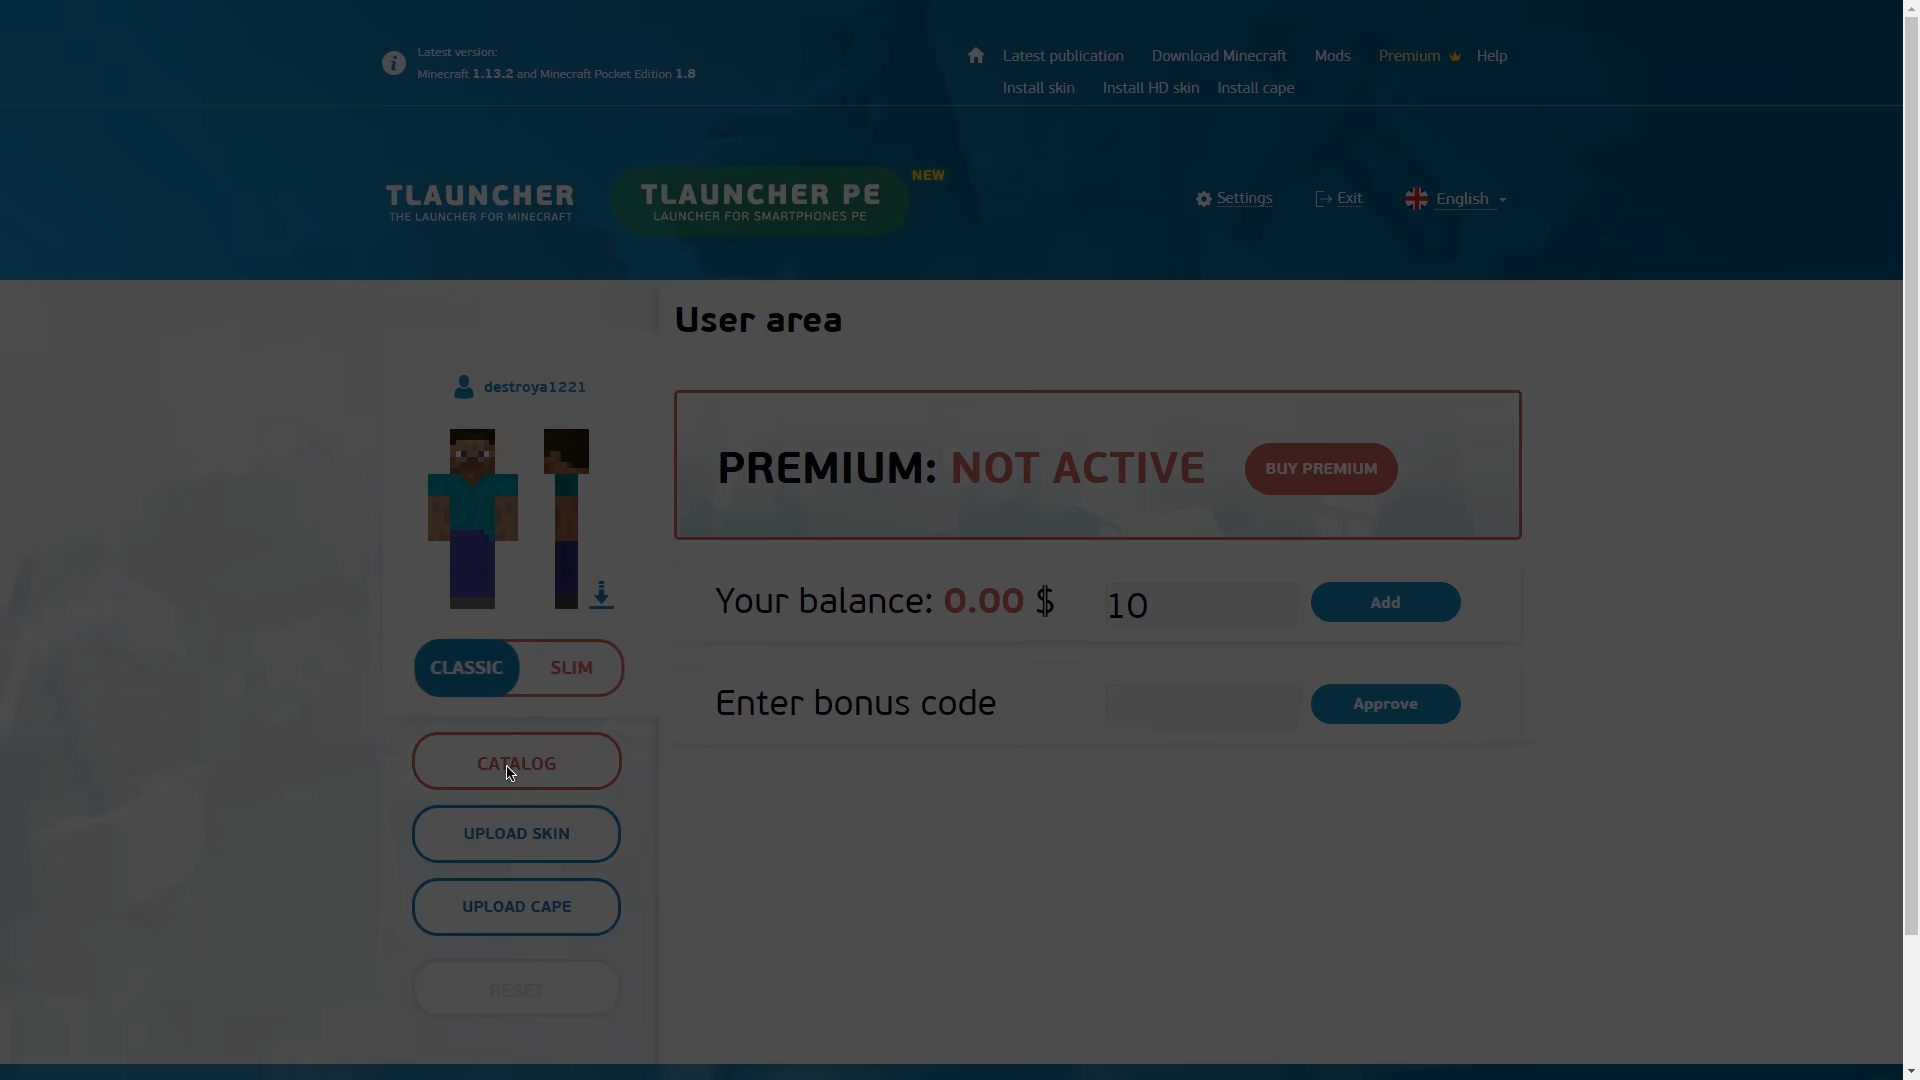 Latest version:
Minecraft 1.13.2 and Minecraft Pocket Edition 1.8
Latest publication Download Minecraft Mods Premium Help
Install skin Install HD skin Install cape
TLAUNCHER
THE LAUNCHER FOR MINECRAFT
TLAUNCHER PE
LAUNCHER FOR SMARTPHONES PE
NEW
Settings Exit English
User area
destroya1221
PREMIUM: NOT ACTIVE BUY PREMIUM
Your balance: 0.00 $ 10 Add
CLASSIC SLIM
Enter bonus code Approve
CATALOG
UPLOAD SKIN
UPLOAD CAPE
RESET